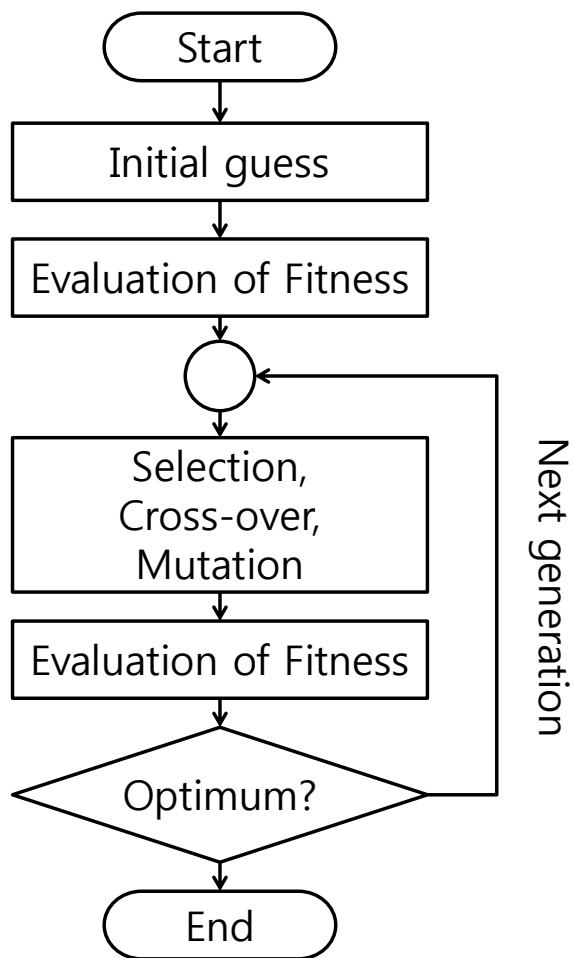 Start
Initial guess
Evaluation of Fitness
Selection,
Cross-over,
Mutation
Evaluation of Fitness
Optimum?
Next generation
End